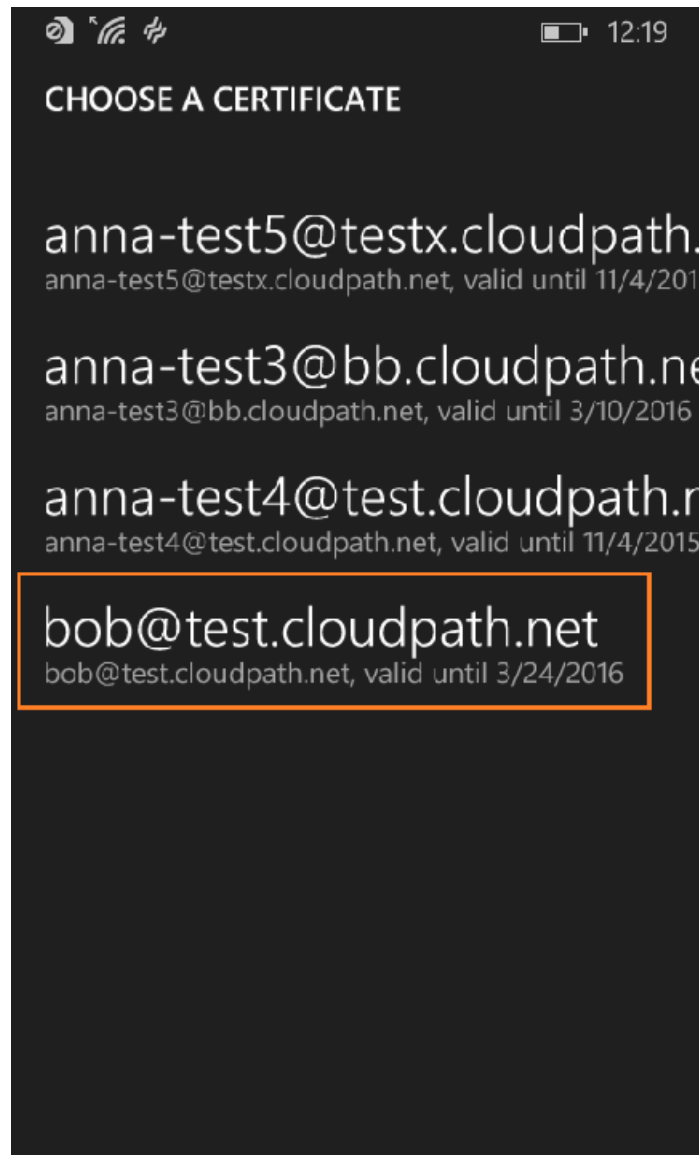 12:19
CHOOSE A CERTIFICATE
anna-test5@testx.cloudpath.
anna-test5@testx.cloudpath.net, valid until 11/4/201
anna-test3@bb.cloudpath.ne
anna-test3@bb.cloudpath.net, valid until 3/10/2016
anna-test4@test.cloudpath.n
anna-test4@test.cloudpath.net, valid until 11/4/2015
bob@test.cloudpath.net
bob@test.cloudpath.net, valid until 3/24/2016